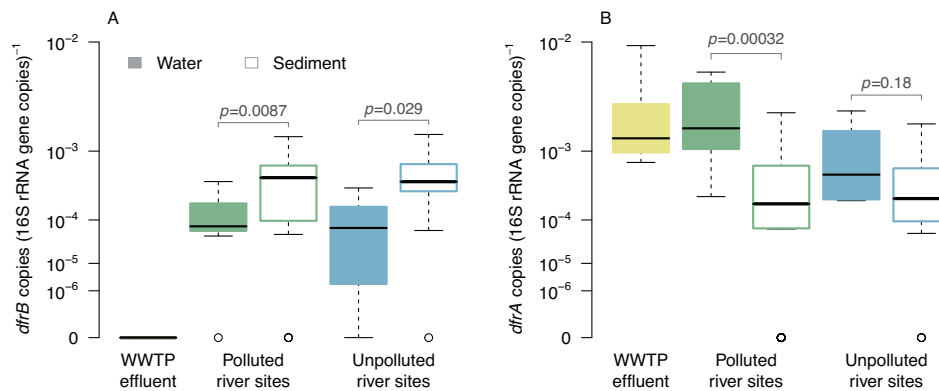 A
dfrB copies (16S rRNA gene copies)⁻¹
10⁻²
10⁻³
10⁻⁴
10⁻⁵
10⁻⁶
0
Water
Sediment
p=0.0087
p=0.029
WWTP
effluent
Polluted
river sites
Unpolluted
river sites
B
dfrA copies (16S rRNA gene copies)⁻¹
10⁻²
10⁻³
10⁻⁴
10⁻⁵
10⁻⁶
0
p=0.00032
p=0.18
WWTP
effluent
Polluted
river sites
Unpolluted
river sites